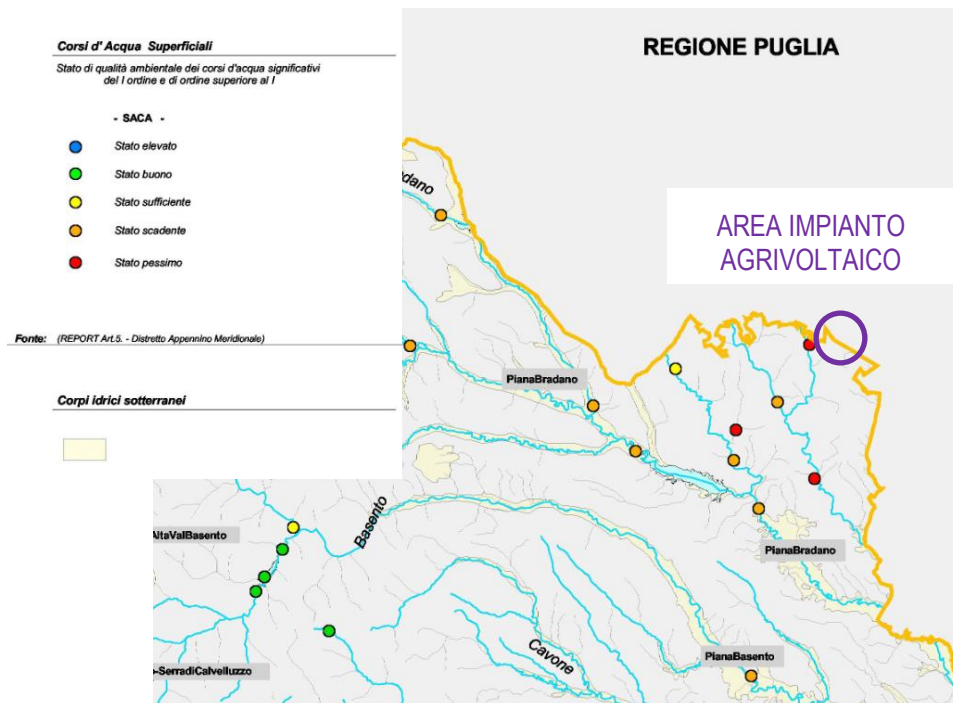 Corsi d' Acqua Superficiali
Stato di qualità ambientale dei corsi d'acqua significativi
del I ordine e di ordine superiore al I
- SACA -
Stato elevato
Stato buono
Stato sufficiente
Stato scadente
Stato pessimo
Fonte: (REPORT Art.5. - Distretto Appennino Meridionale)
Corpi idrici sotterranei
REGIONE PUGLIA
AREA IMPIANTO
AGRIVOLTAICO
dano
PianaBradano
Basento
AltaValBasento
PianaBradano
Cavone
PianaBasento
-SerradiCalvelluzzo